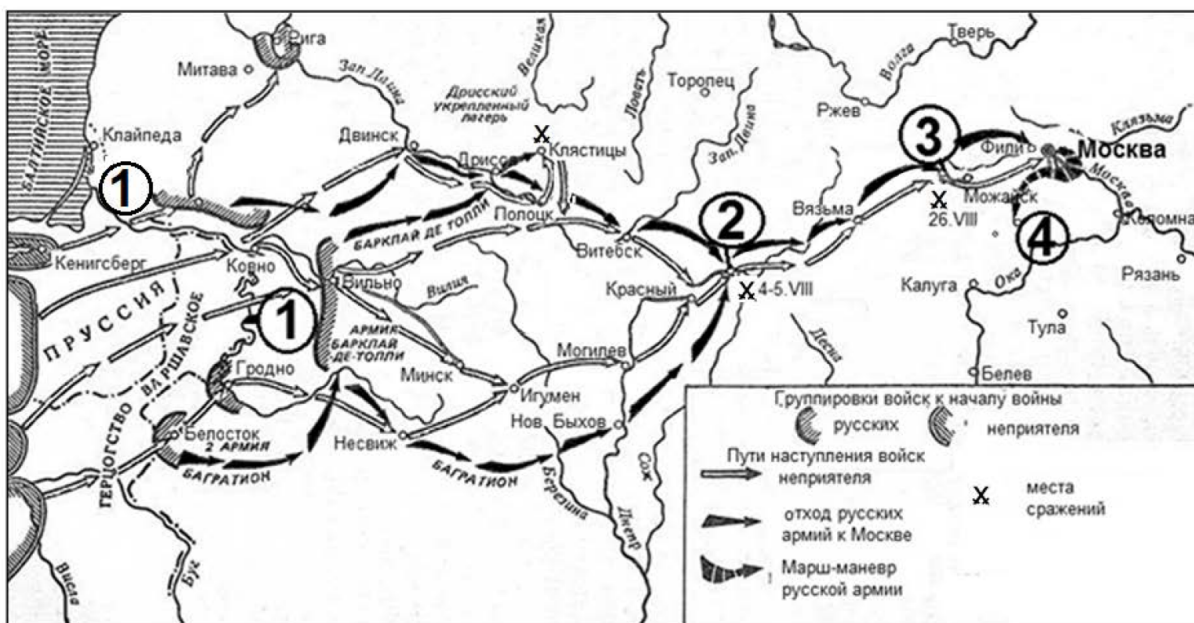 БАЛТИЙСКОЕ МОРЕ
Рига
Митава
Зап. Двина
Великая
Дрисский
укрепленный
лагерь
Ловать
Торопец
Зап. Двина
Тверь
Волга
Ржев
Клязьма
Клайпеда
Двинск
Дрисса
Клястицы
3
Фили
Москва
Москва
1
Полоцк
БАРКЛАЙ ДЕ ТОЛЛИ
2
Вязьма
Можайск
26.VIII
4
Коломна
Кенигсберг
Ковно
Витебск
Рязань
ПРУССИЯ
Вильно
Вилия
Красный
4-5.VIII
Калуга
Ока
1
АРМИЯ
БАРКЛАЙ
-ДЕ-ТОЛЛИ
Десна
Тула
ГЕРЦОГСТВО ВАРШАВСКОЕ
Гродно
Минск
Могилев
Игумен
Белев
Белосток
2 АРМИЯ
БАГРАТИОН
Несвиж
БАГРАТИОН
Нов. Быхов
Березина
Днепр
Сож
Висла
Буг
Группировки войск к началу войны
русских
неприятеля
Пути наступления войск
неприятеля
места
сражений
отход русских
армий к Москве
Марш-маневр
русской армии